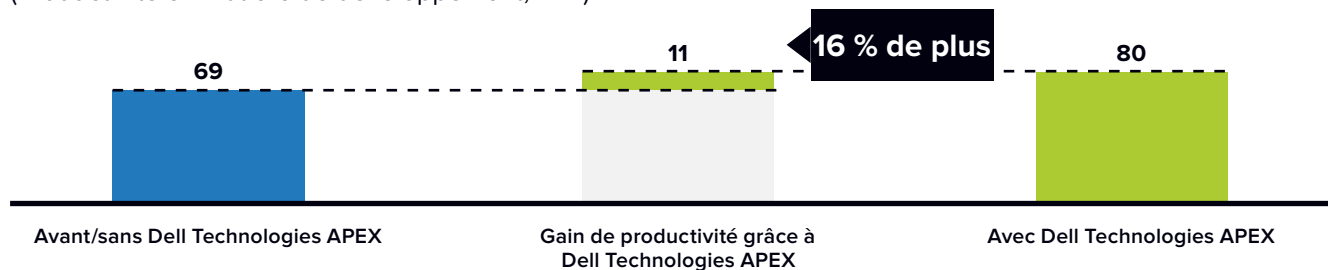 69
11
16 % de plus
80
Avant/sans Dell Technologies APEX
Gain de productivité grâce à
Dell Technologies APEX
Avec Dell Technologies APEX